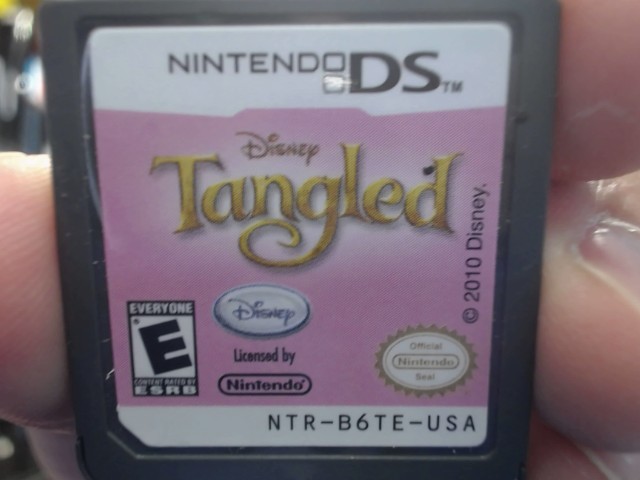 NINTENDO DS™
Disney
Tangled
© 2010 Disney.
EVERYONE
E
CONTENT RATED BY
ESRB
Disney
Licensed by
Nintendo®
Official
Nintendo
Seal
NTR-B6TE-USA